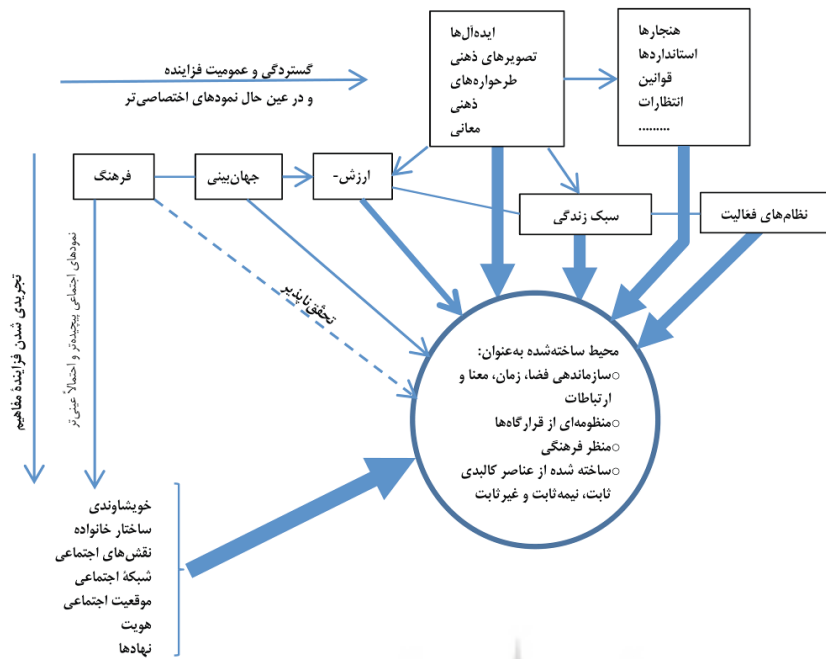 ایده‌آل‌ها
تصویرهای ذهنی
طرحواره‌های
ذهنی
معانی
هنجارها
استانداردها
قوانین
انتظارات
.........
گستردگی و عمومیت فزاینده
و در عین حال نمودهای اختصاصی‌تر
فرهنگ
جهان‌بینی
ارزش-
سبک زندگی
نظام‌های فعّالیت
تجریدی شدن فزایندهٔ مفاهیم
نمودهای اجتماعی پیچیده‌تر و احتمالاً عینی‌تر
تحقّق‌ناپذیر
محیط ساخته‌شده به‌عنوان:
○سازماندهی فضا، زمان، معنا و
ارتباطات
○منظومه‌ای از قرارگاه‌ها
○منظر فرهنگی
○ساخته شده از عناصر کالبدی
ثابت، نیمه‌ثابت و غیرثابت
خویشاوندی
ساختار خانواده
نقش‌های اجتماعی
شبکهٔ اجتماعی
موقعیت اجتماعی
هویت
نهادها